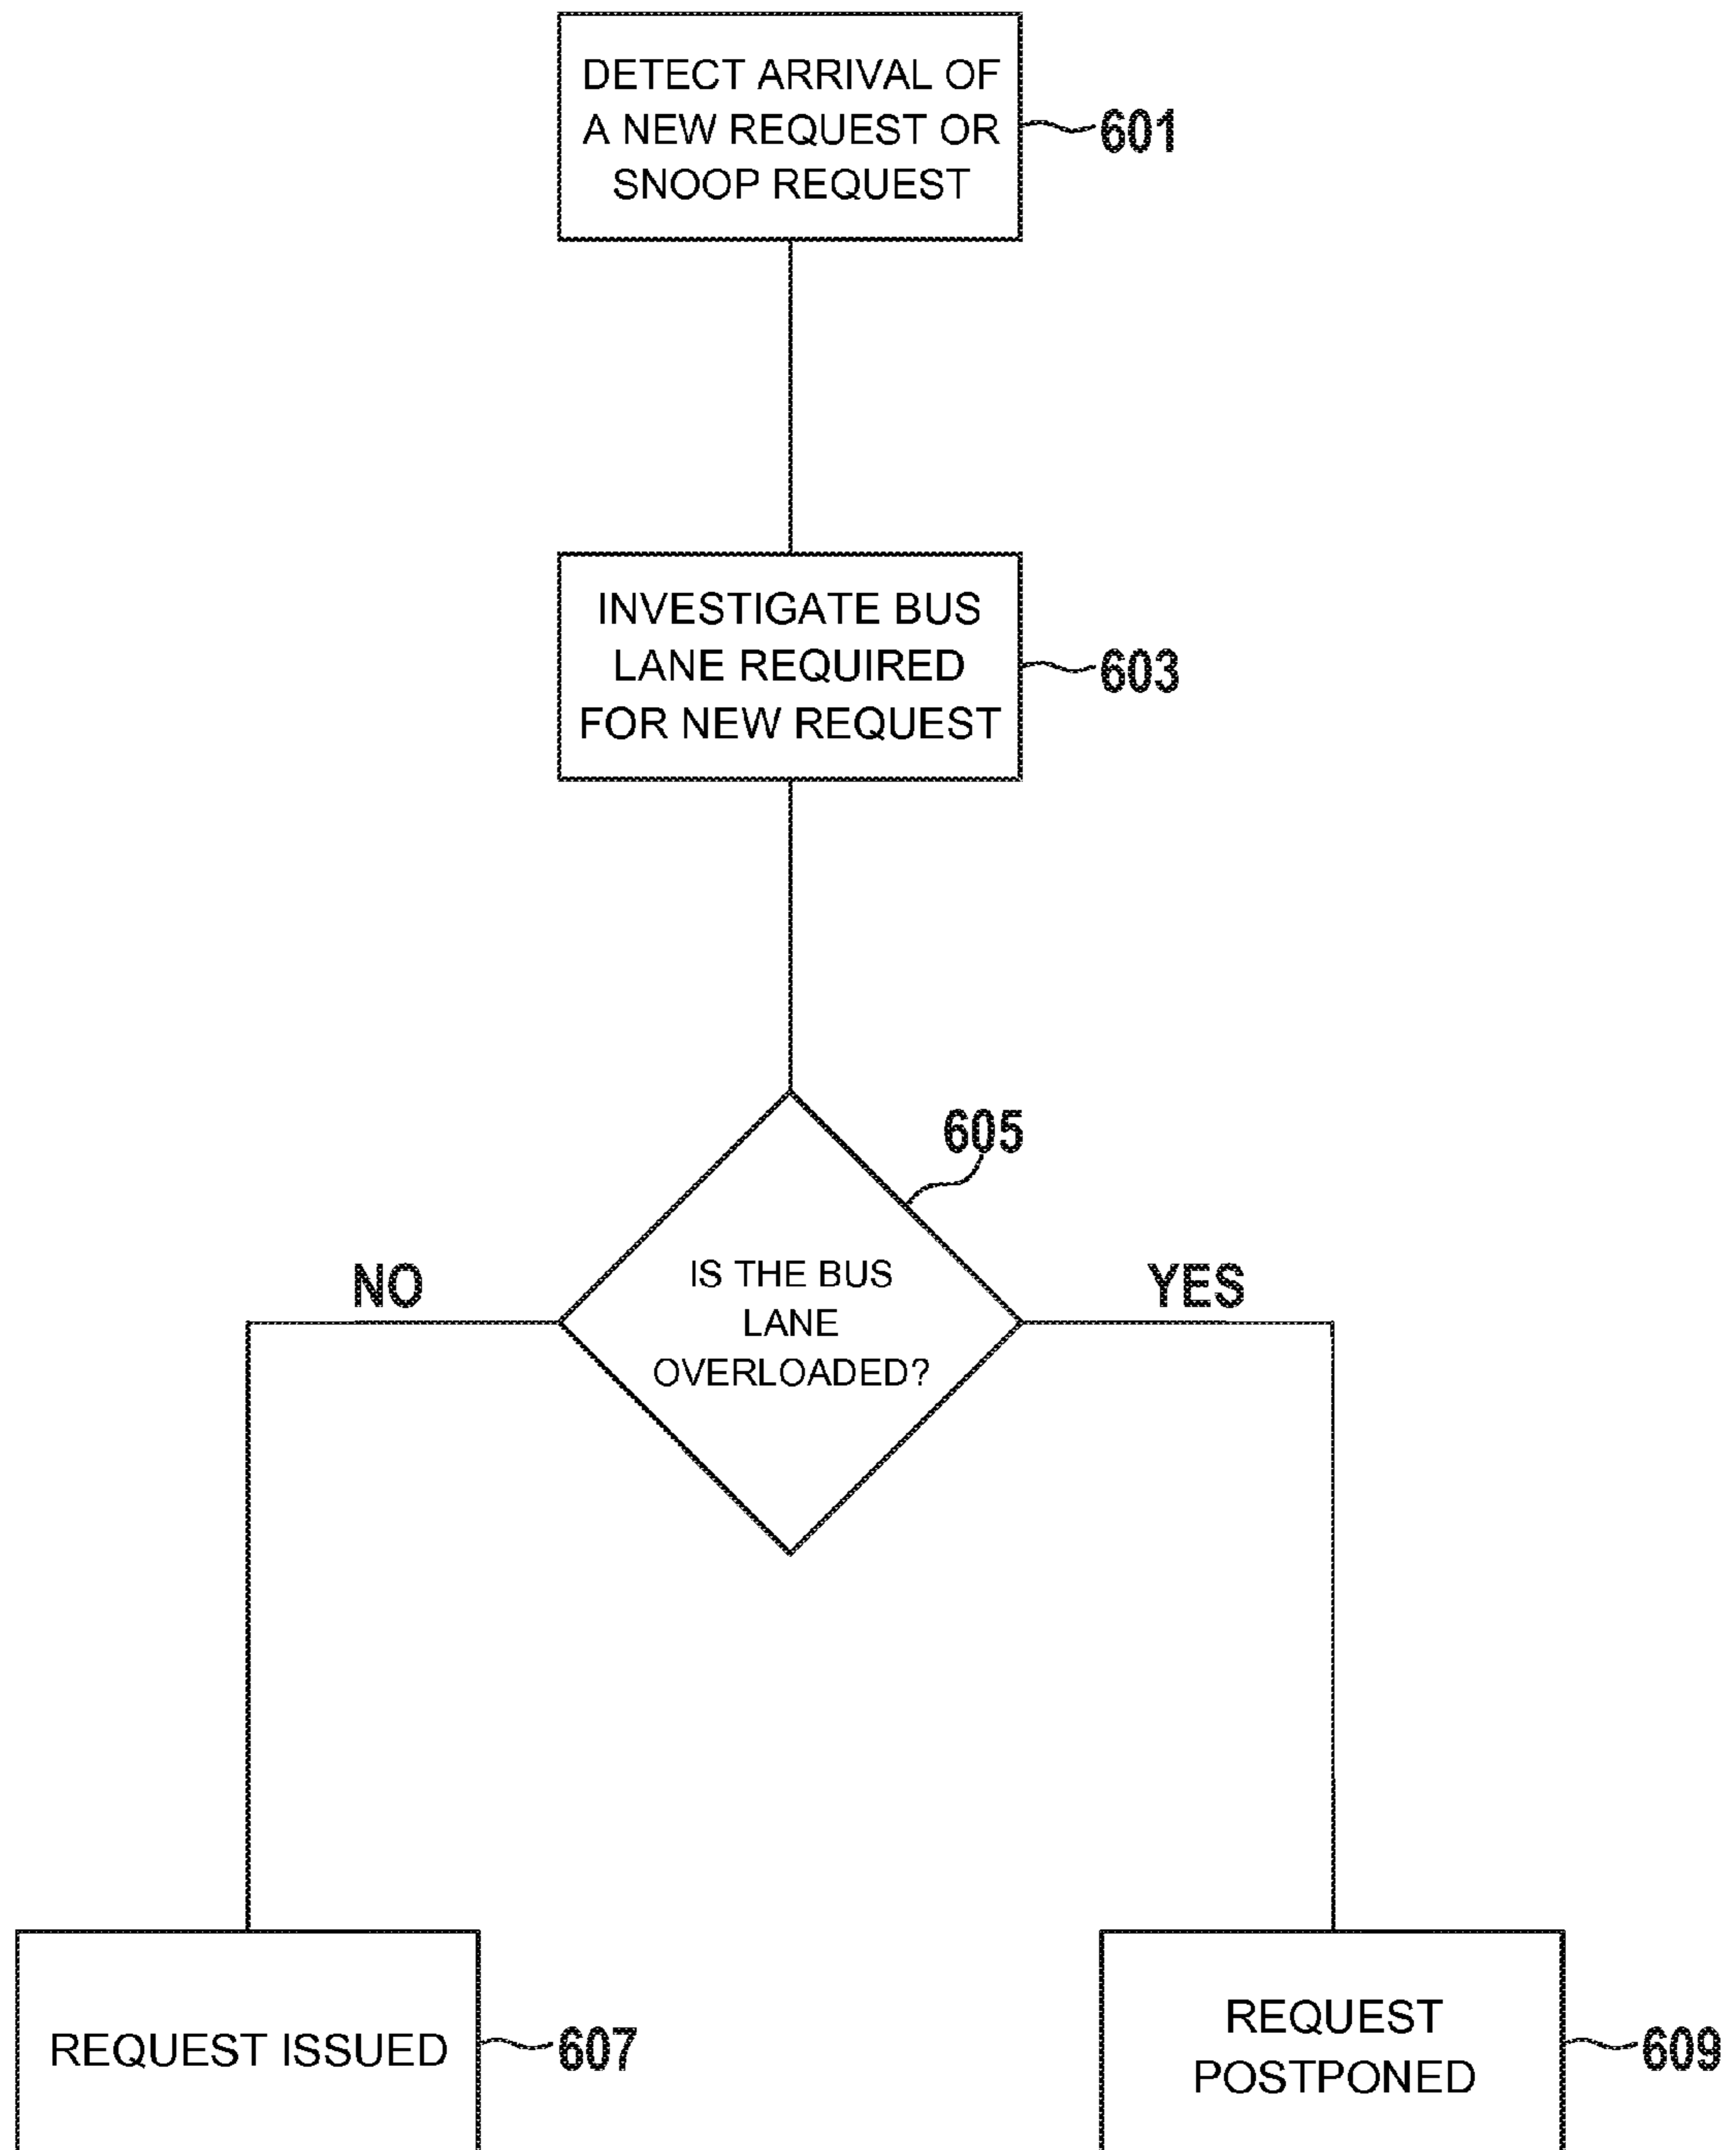 DETECT ARRIVAL OF
A NEW REQUEST OR
SNOOP REQUEST
601
INVESTIGATE BUS
LANE REQUIRED
FOR NEW REQUEST
603
605
IS THE BUS
LANE
OVERLOADED?
NO
YES
REQUEST ISSUED
607
REQUEST
POSTPONED
609